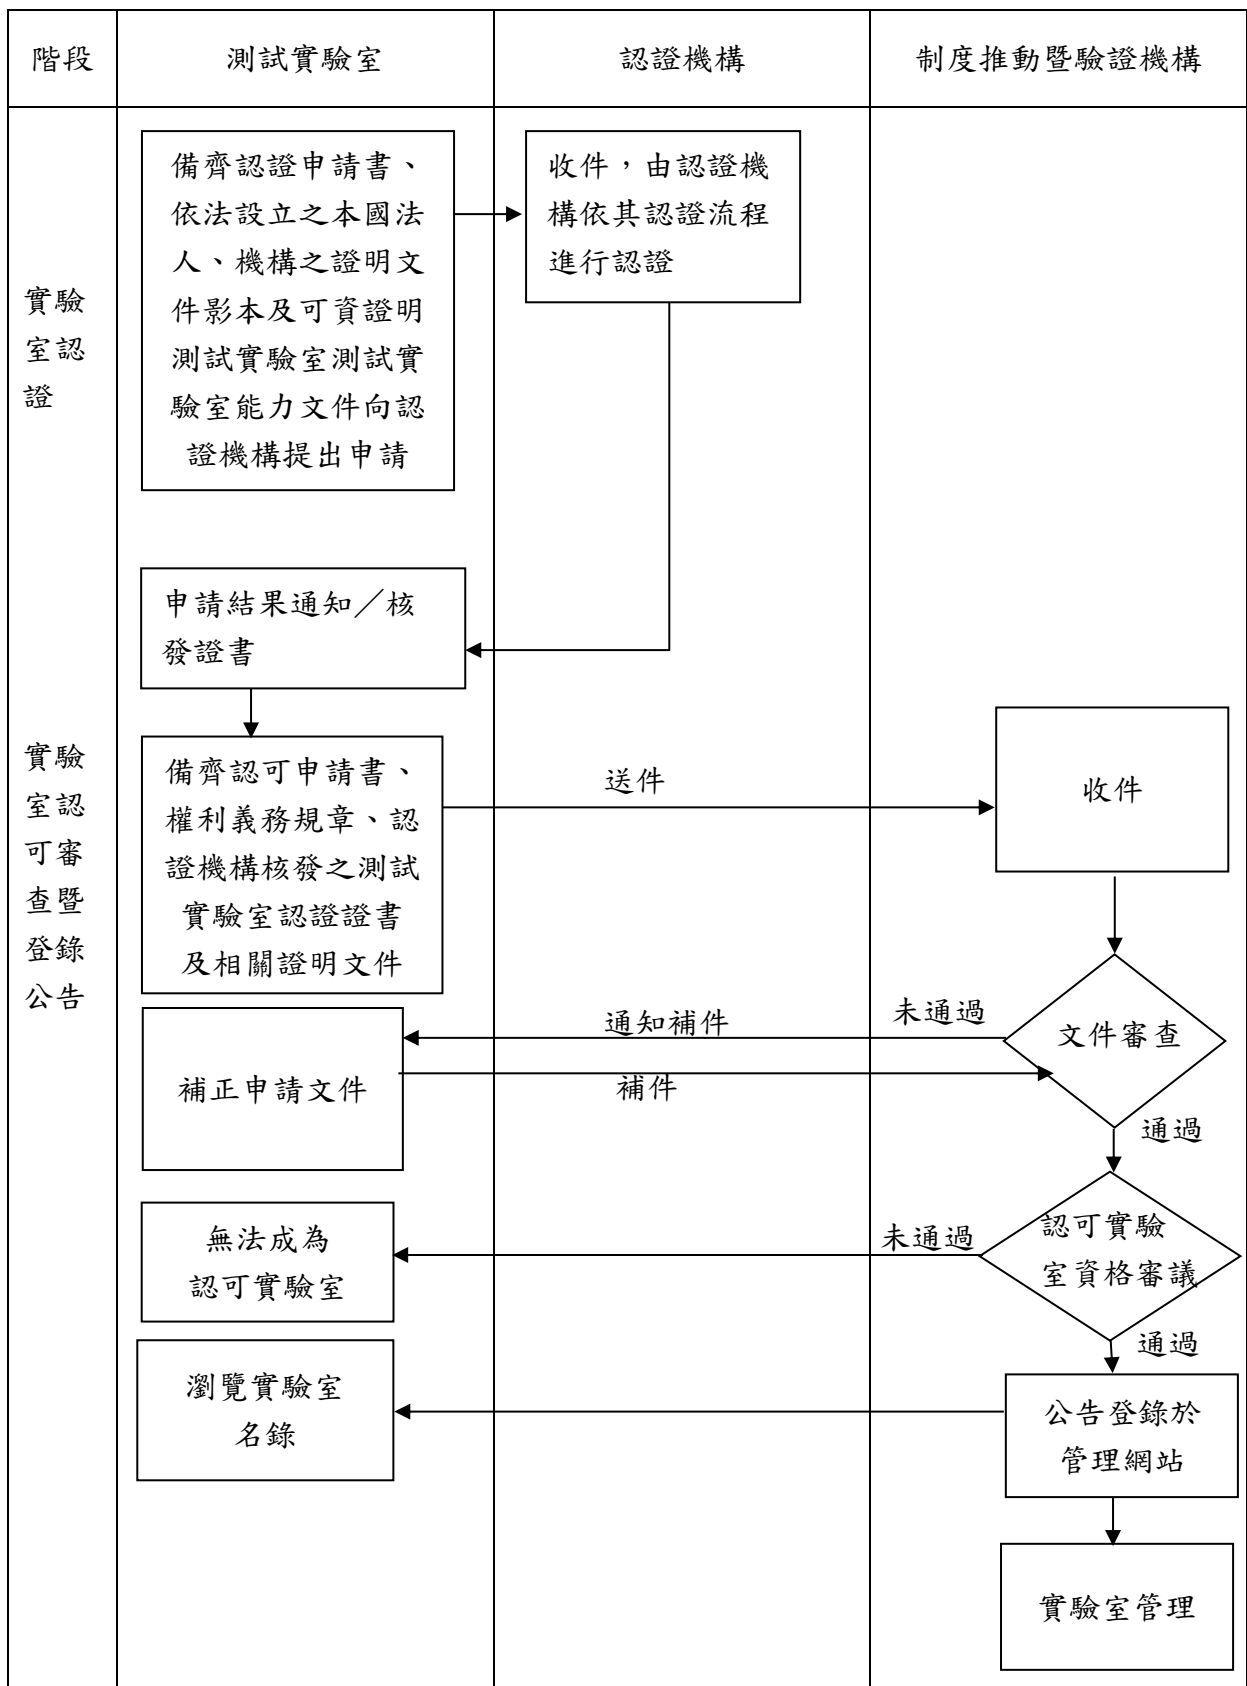 階段
測試實驗室
認證機構
制度推動暨驗證機構
實驗
室認
證
備齊認證申請書、
依法設立之本國法
人、機構之證明文
件影本及可資證明
測試實驗室測試實
驗室能力文件向認
證機構提出申請
收件,由認證機
構依其認證流程
進行認證
申請結果通知／核
發證書
實驗
室認
可審
查暨
登錄
公告
備齊認可申請書、
權利義務規章、認
證機構核發之測試
實驗室認證證書
及相關證明文件
送件
收件
文件審查
未通過
通知補件
補正申請文件
補件
通過
認可實驗
室資格審議
未通過
無法成為
認可實驗室
通過
公告登錄於
管理網站
瀏覽實驗室
名錄
實驗室管理